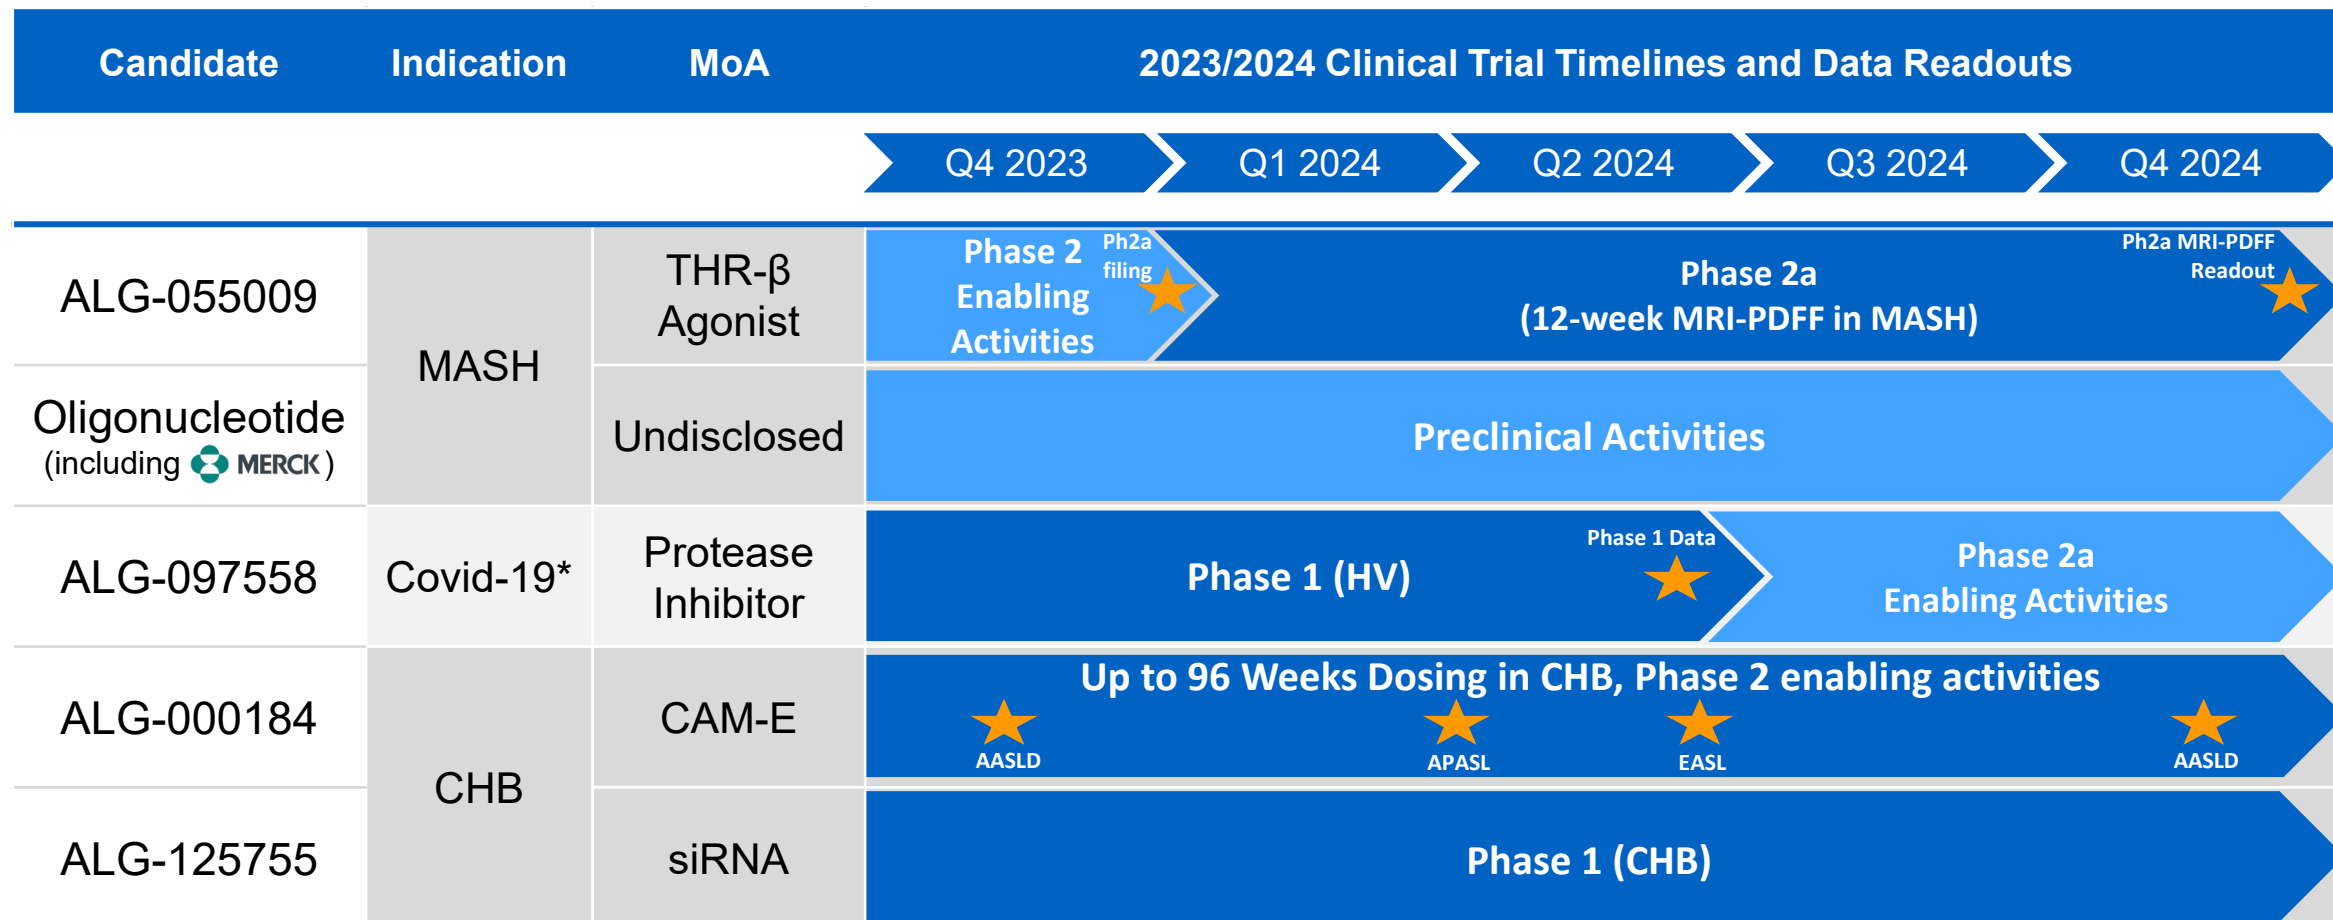 Candidate
Indication
MoA
2023/2024 Clinical Trial Timelines and Data Readouts
Q4 2023
Q1 2024
Q2 2024
Q3 2024
Q4 2024
ALG-055009
MASH
THR-β
Agonist
Phase 2
Enabling
Activities
Ph2a
filing
Phase 2a
(12-week MRI-PDFF in MASH)
Ph2a MRI-PDFF
Readout
Oligonucleotide
(including MERCK)
Undisclosed
Preclinical Activities
ALG-097558
Covid-19*
Protease
Inhibitor
Phase 1 (HV)
Phase 1 Data
Phase 2a
Enabling Activities
ALG-000184
CHB
CAM-E
Up to 96 Weeks Dosing in CHB, Phase 2 enabling activities
AASLD
APASL
EASL
AASLD
ALG-125755
siRNA
Phase 1 (CHB)